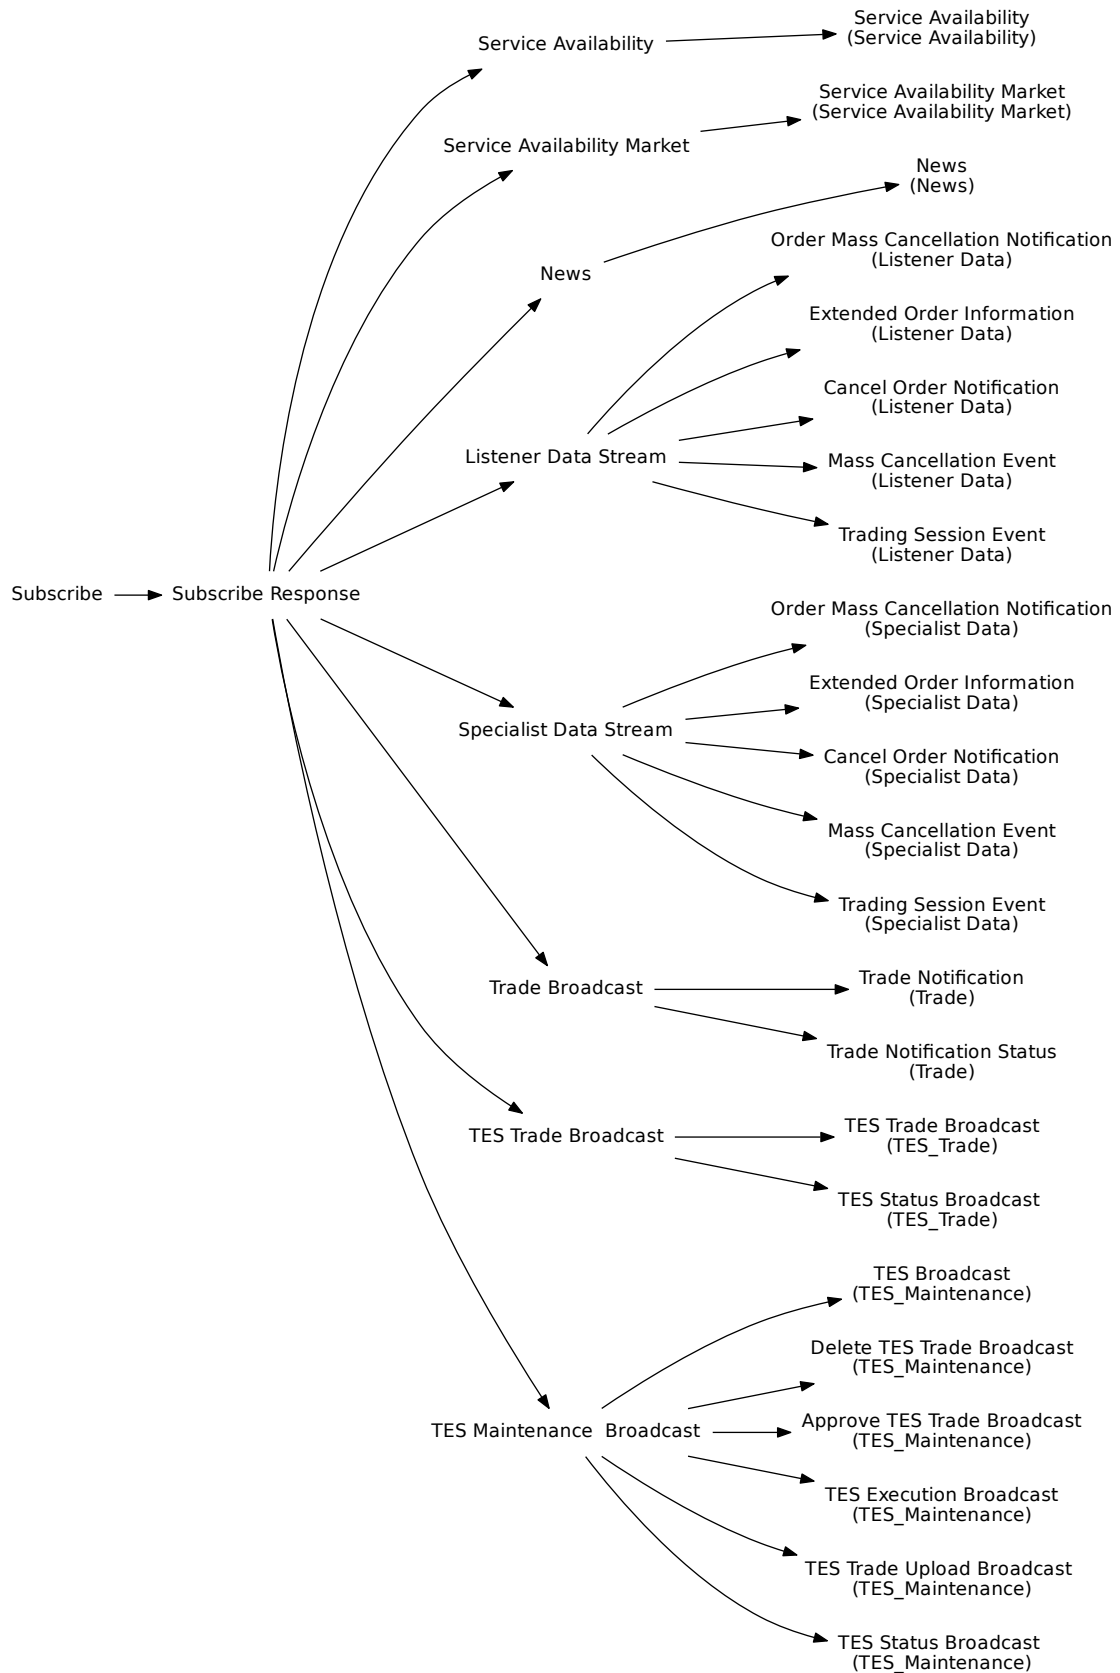 Service Availability
Service Availability
(Service Availability)
Service Availability Market
Service Availability Market
(Service Availability Market)
News
News
(News)
Order Mass Cancellation Notification
(Listener Data)
Extended Order Information
(Listener Data)
Cancel Order Notification
(Listener Data)
Listener Data Stream
Mass Cancellation Event
(Listener Data)
Trading Session Event
(Listener Data)
Subscribe
Subscribe Response
Order Mass Cancellation Notification
(Specialist Data)
Extended Order Information
(Specialist Data)
Specialist Data Stream
Cancel Order Notification
(Specialist Data)
Mass Cancellation Event
(Specialist Data)
Trading Session Event
(Specialist Data)
Trade Broadcast
Trade Notification
(Trade)
Trade Notification Status
(Trade)
TES Trade Broadcast
TES Trade Broadcast
(TES_Trade)
TES Status Broadcast
(TES_Trade)
TES Broadcast
(TES_Maintenance)
Delete TES Trade Broadcast
(TES_Maintenance)
TES Maintenance  Broadcast
Approve TES Trade Broadcast
(TES_Maintenance)
TES Execution Broadcast
(TES_Maintenance)
TES Trade Upload Broadcast
(TES_Maintenance)
TES Status Broadcast
(TES_Maintenance)